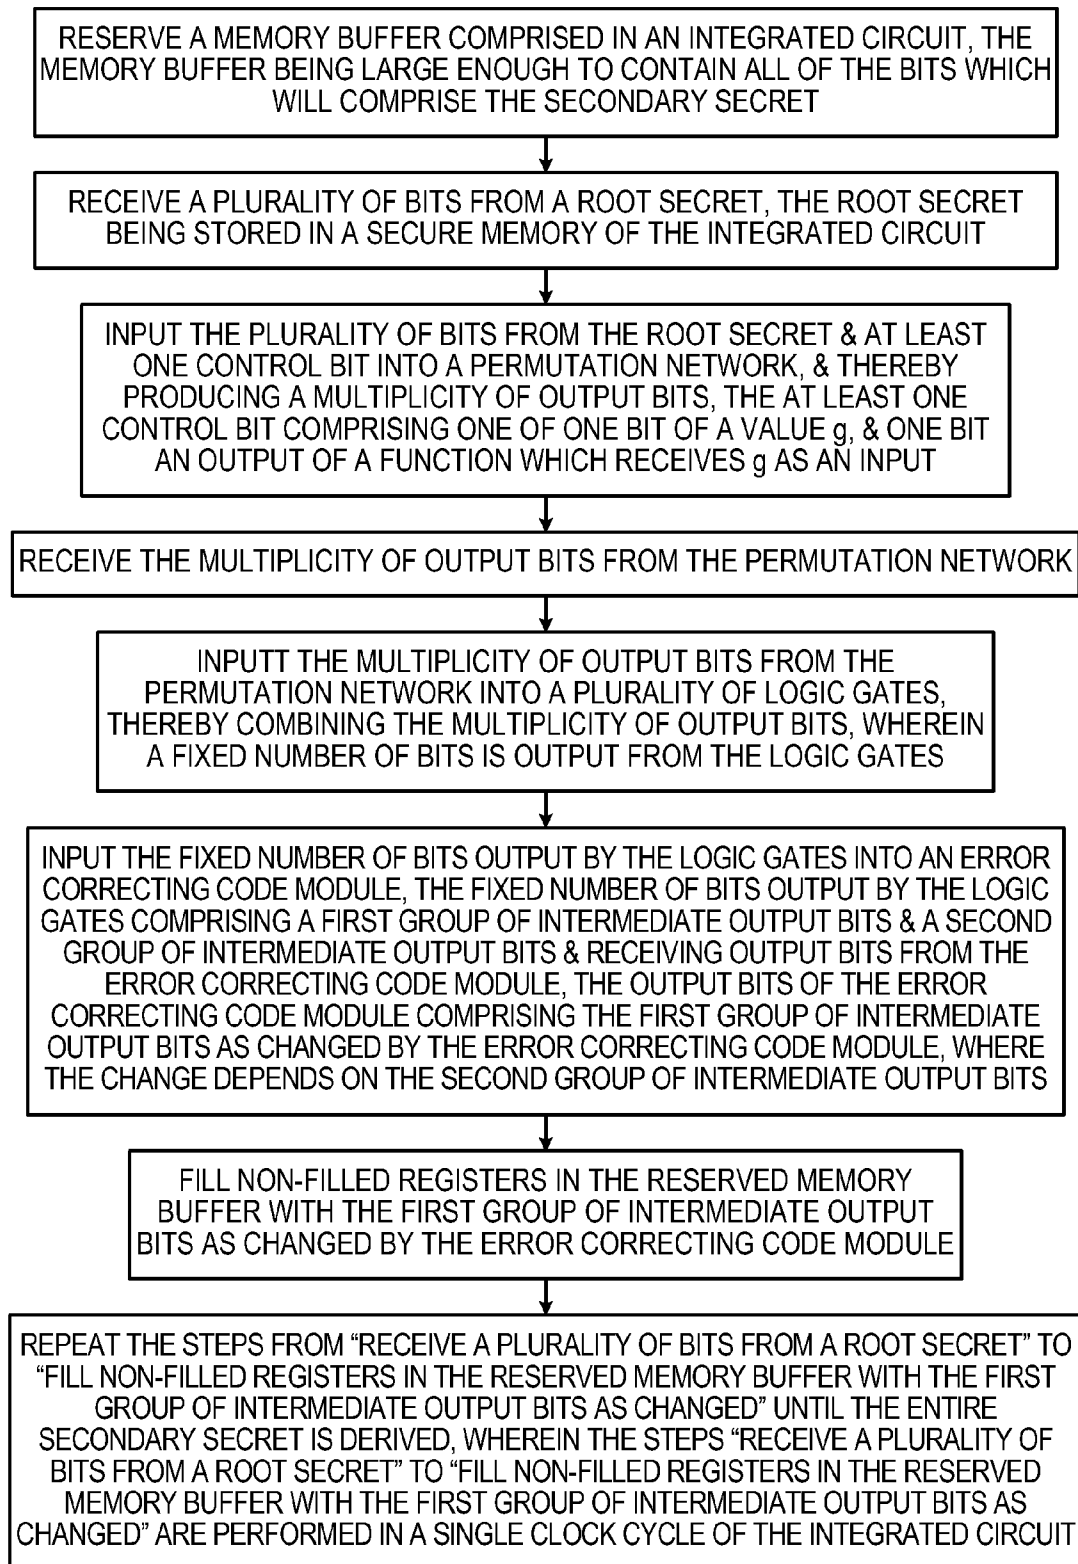 RESERVE A MEMORY BUFFER COMPRISED IN AN INTEGRATED CIRCUIT, THE
MEMORY BUFFER BEING LARGE ENOUGH TO CONTAIN ALL OF THE BITS WHICH
WILL COMPRISE THE SECONDARY SECRET
RECEIVE A PLURALITY OF BITS FROM A ROOT SECRET, THE ROOT SECRET
BEING STORED IN A SECURE MEMORY OF THE INTEGRATED CIRCUIT
INPUT THE PLURALITY OF BITS FROM THE ROOT SECRET & AT LEAST
ONE CONTROL BIT INTO A PERMUTATION NETWORK, & THEREBY
PRODUCING A MULTIPLICITY OF OUTPUT BITS, THE AT LEAST ONE
CONTROL BIT COMPRISING ONE OF ONE BIT OF A VALUE g, & ONE BIT
AN OUTPUT OF A FUNCTION WHICH RECEIVES g AS AN INPUT
RECEIVE THE MULTIPLICITY OF OUTPUT BITS FROM THE PERMUTATION NETWORK
INPUTT THE MULTIPLICITY OF OUTPUT BITS FROM THE
PERMUTATION NETWORK INTO A PLURALITY OF LOGIC GATES,
THEREBY COMBINING THE MULTIPLICITY OF OUTPUT BITS, WHEREIN
A FIXED NUMBER OF BITS IS OUTPUT FROM THE LOGIC GATES
INPUT THE FIXED NUMBER OF BITS OUTPUT BY THE LOGIC GATES INTO AN ERROR
CORRECTING CODE MODULE, THE FIXED NUMBER OF BITS OUTPUT BY THE LOGIC
GATES COMPRISING A FIRST GROUP OF INTERMEDIATE OUTPUT BITS & A SECOND
GROUP OF INTERMEDIATE OUTPUT BITS & RECEIVING OUTPUT BITS FROM THE
ERROR CORRECTING CODE MODULE, THE OUTPUT BITS OF THE ERROR
CORRECTING CODE MODULE COMPRISING THE FIRST GROUP OF INTERMEDIATE
OUTPUT BITS AS CHANGED BY THE ERROR CORRECTING CODE MODULE, WHERE
THE CHANGE DEPENDS ON THE SECOND GROUP OF INTERMEDIATE OUTPUT BITS
FILL NON-FILLED REGISTERS IN THE RESERVED MEMORY
BUFFER WITH THE FIRST GROUP OF INTERMEDIATE OUTPUT
BITS AS CHANGED BY THE ERROR CORRECTING CODE MODULE
REPEAT THE STEPS FROM “RECEIVE A PLURALITY OF BITS FROM A ROOT SECRET” TO
“FILL NON-FILLED REGISTERS IN THE RESERVED MEMORY BUFFER WITH THE FIRST
GROUP OF INTERMEDIATE OUTPUT BITS AS CHANGED” UNTIL THE ENTIRE
SECONDARY SECRET IS DERIVED, WHEREIN THE STEPS “RECEIVE A PLURALITY OF
BITS FROM A ROOT SECRET” TO “FILL NON-FILLED REGISTERS IN THE RESERVED
MEMORY BUFFER WITH THE FIRST GROUP OF INTERMEDIATE OUTPUT BITS AS
CHANGED” ARE PERFORMED IN A SINGLE CLOCK CYCLE OF THE INTEGRATED CIRCUIT